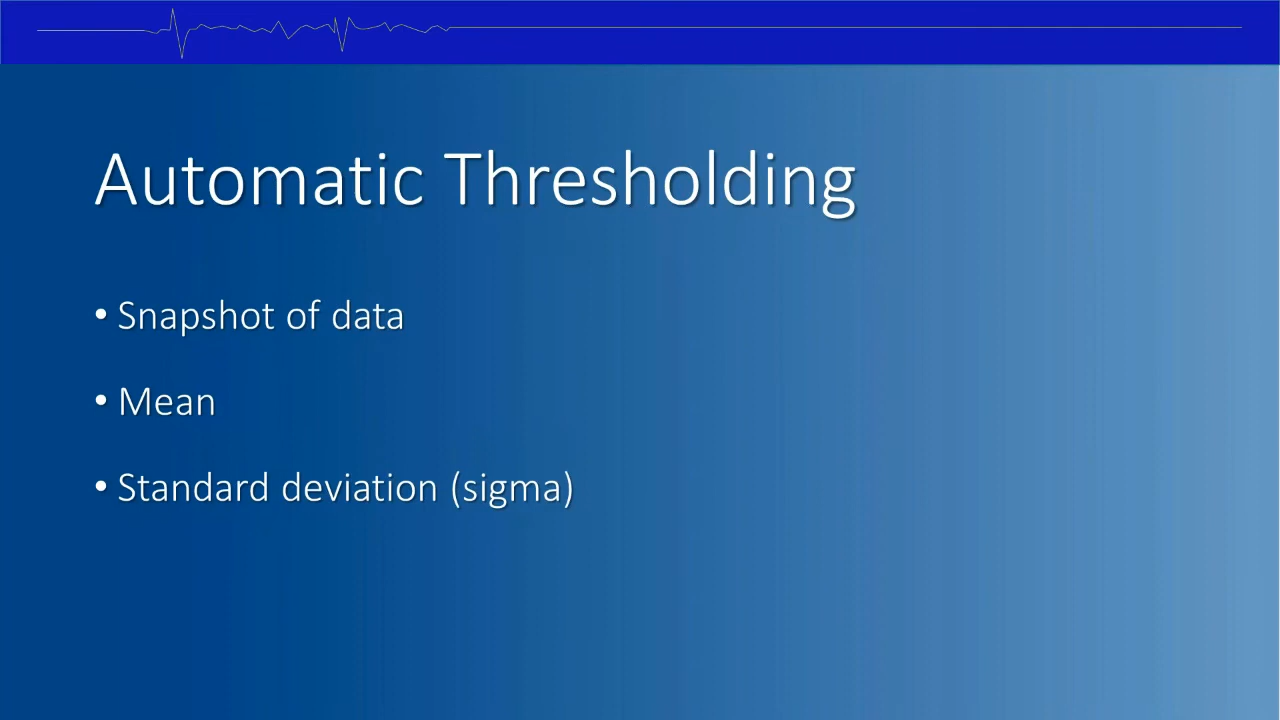 Automatic Thresholding
• Snapshot of data
• Mean
• Standard deviation (sigma)